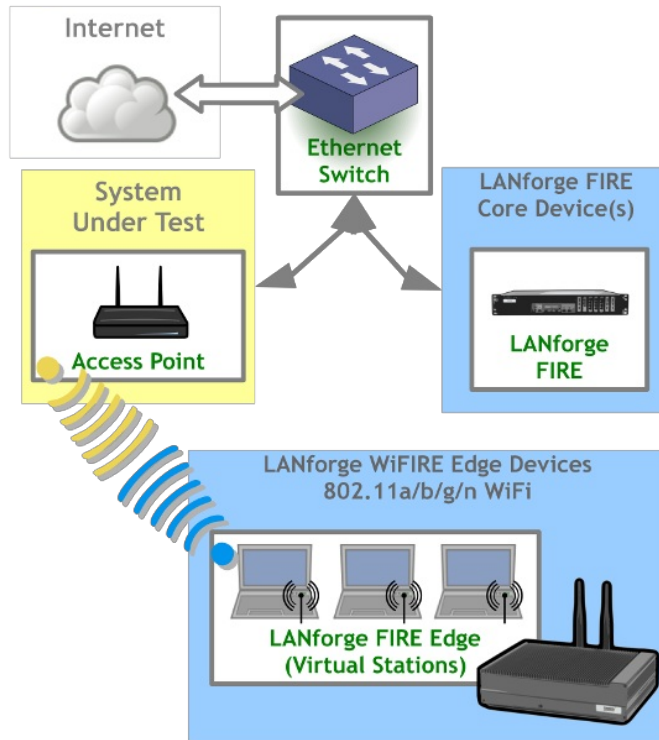 Internet
Ethernet
Switch
System
Under Test
Access Point
LANforge FIRE
Core Device(s)
LANforge
FIRE
LANforge WiFIRE Edge Devices
802.11a/b/g/n WiFi
LANforge FIRE Edge
(Virtual Stations)